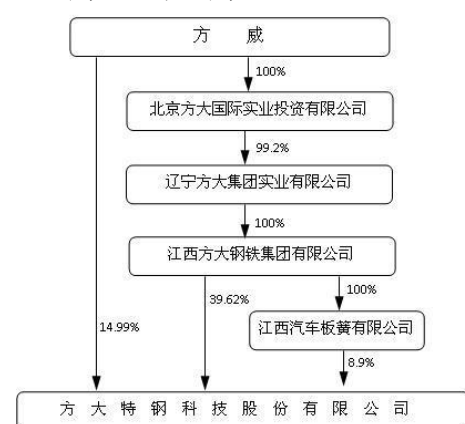 方 威
100%
北京方大国际实业投资有限公司
99.2%
辽宁方大集团实业有限公司
100%
江西方大钢铁集团有限公司
100%
39.62%
江西汽车板簧有限公司
14.99%
8.9%
方大特钢科技股份有限公司